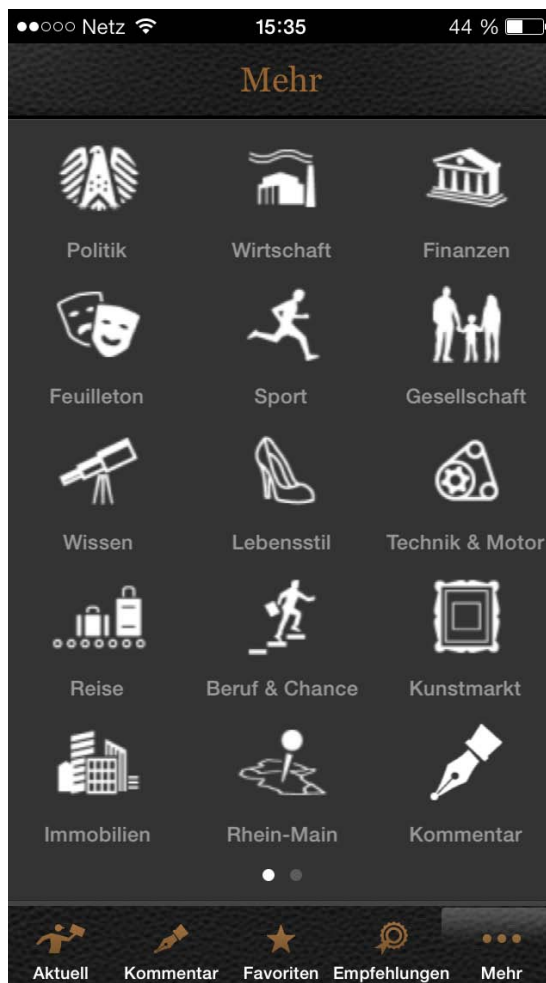 Netz 15:35 44 %
Mehr
Politik Wirtschaft Finanzen
Feuilleton Sport Gesellschaft
Wissen Lebensstil Technik & Motor
Reise Beruf & Chance Kunstmarkt
Immobilien Rhein-Main Kommentar
Aktuell Kommentar Favoriten Empfehlungen Mehr